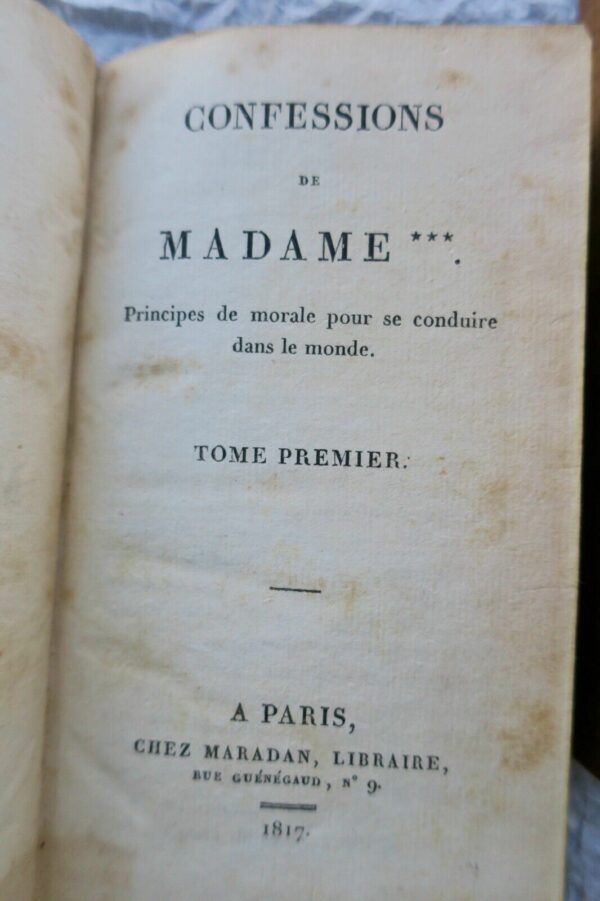 CONFESSIONS
DE
MADAME ***.
Principes de morale pour se conduire
dans le monde.
TOME PREMIER.
A PARIS,
CHEZ MARADAN, LIBRAIRE,
RUE GUÉNÉGAUD, N° 9.
1817.